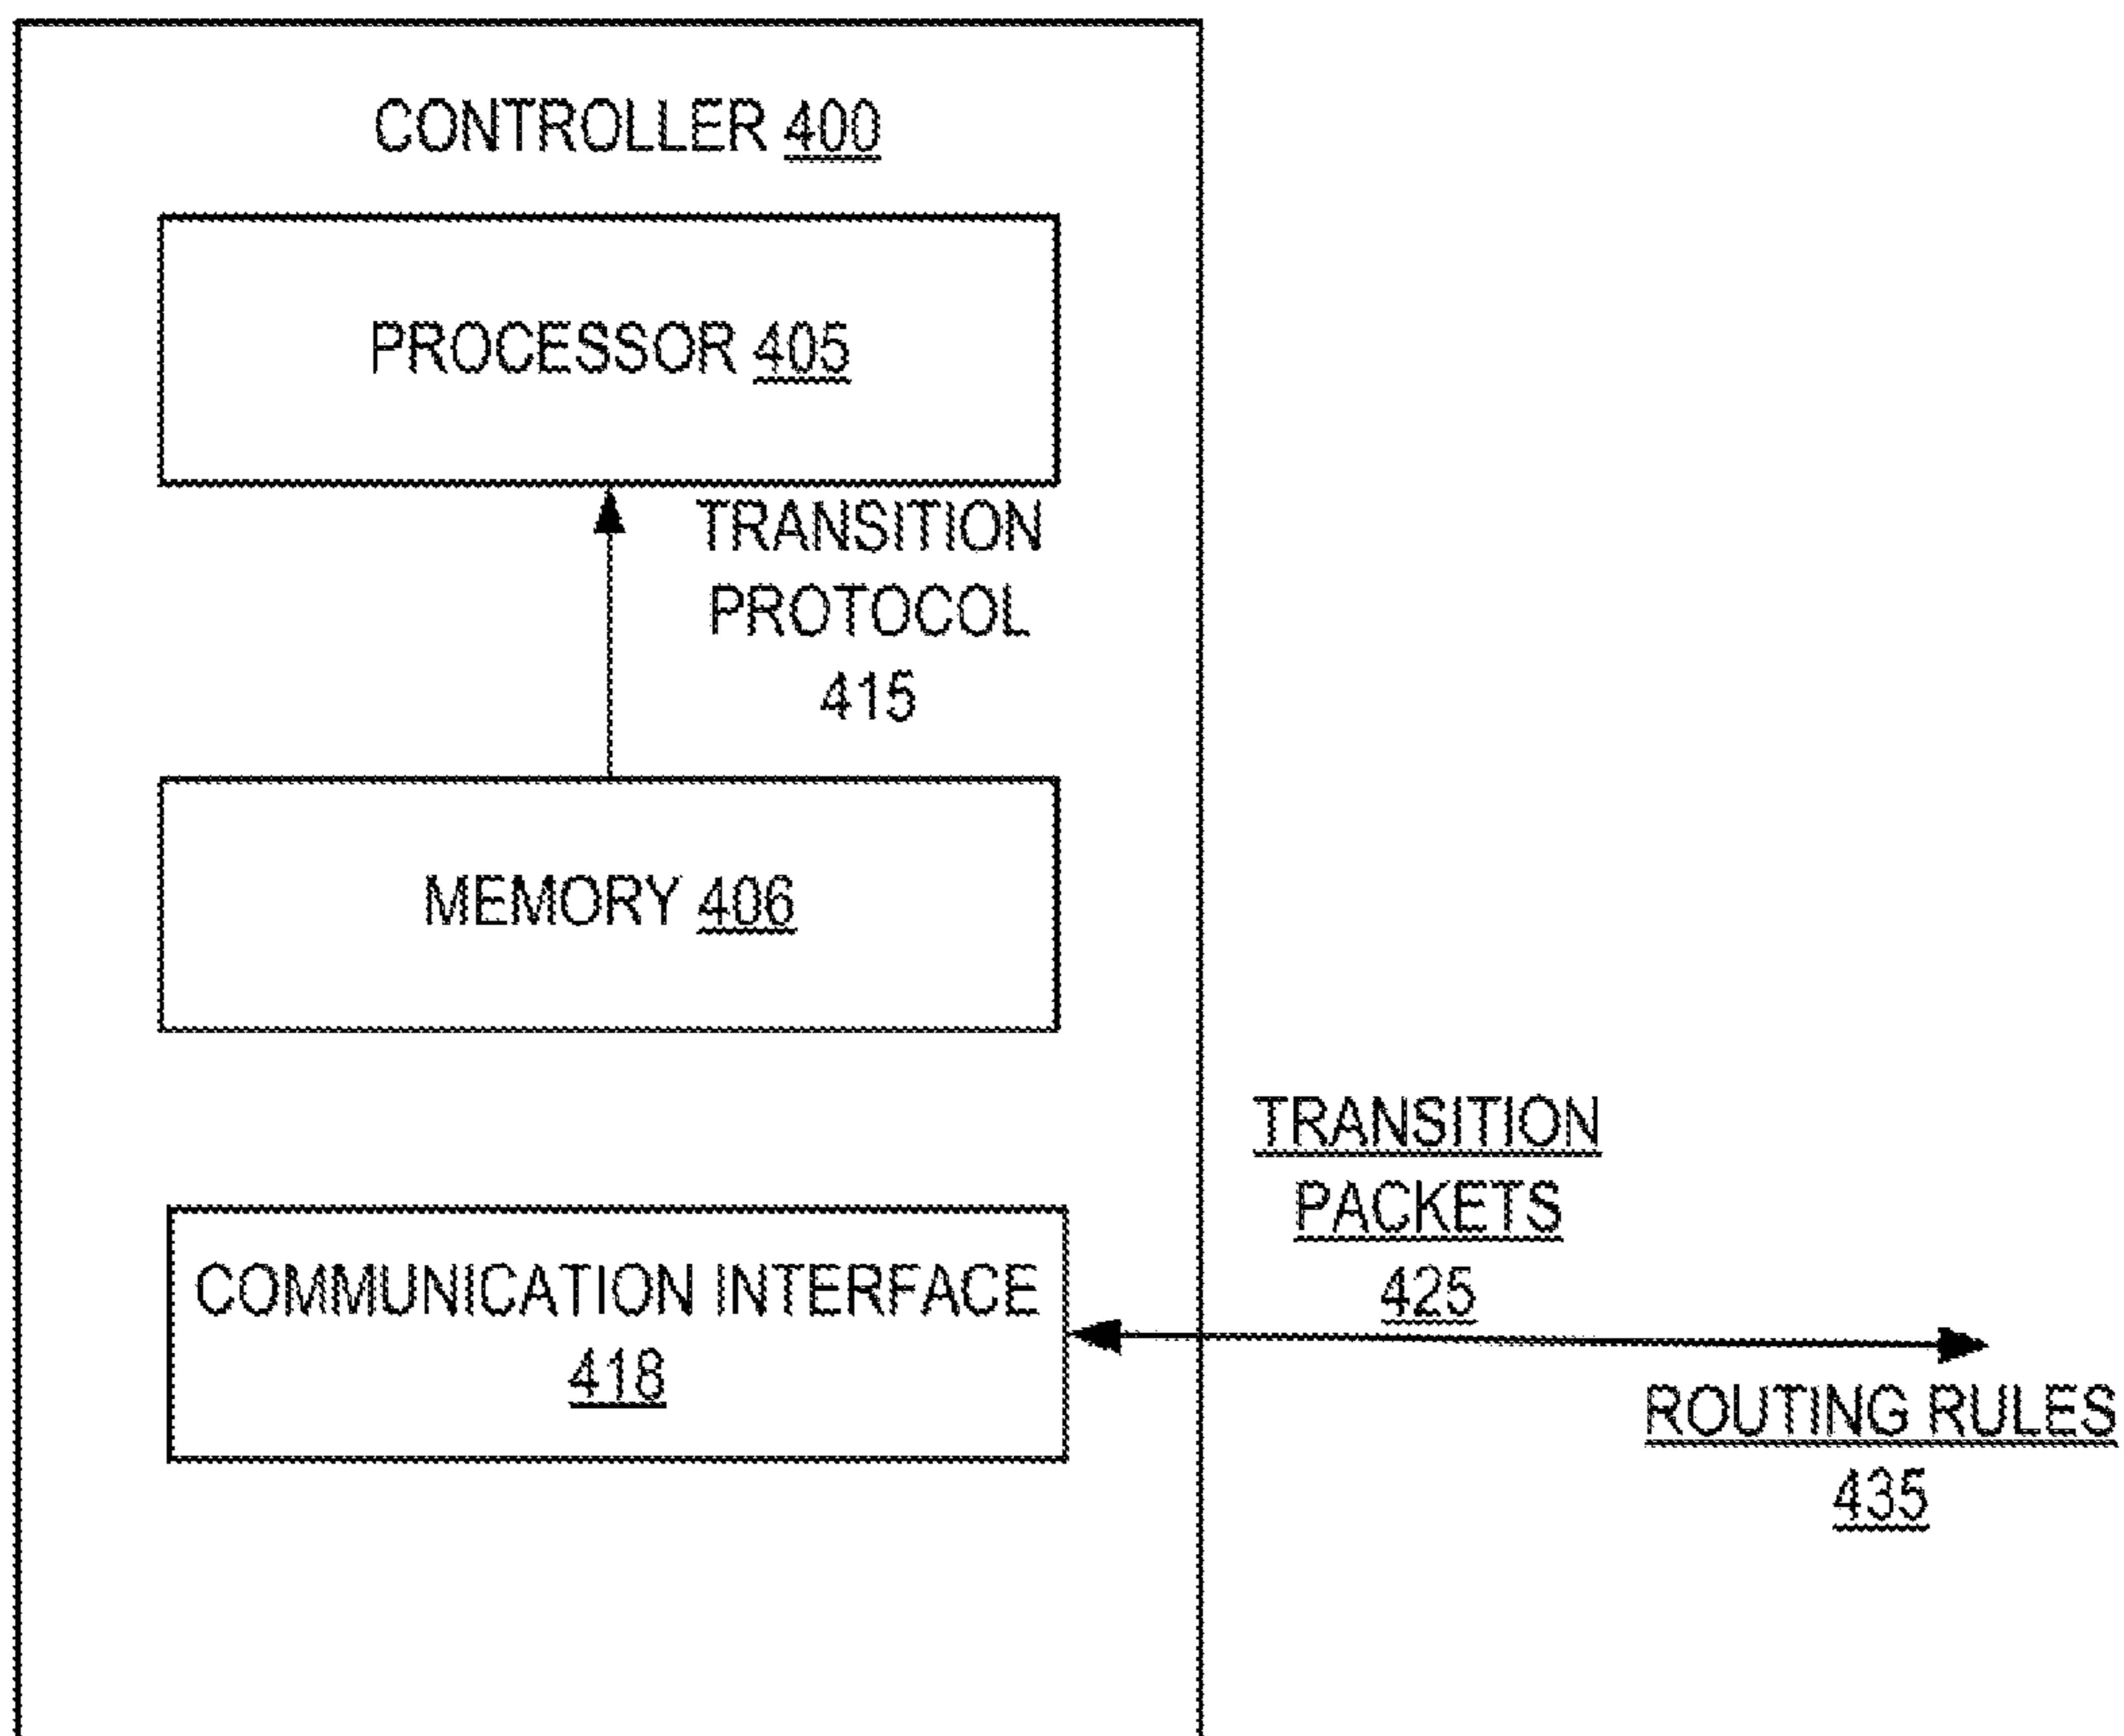 CONTROLLER 400
PROCESSOR 405
TRANSITION
PROTOCOL
415
MEMORY 406
TRANSITION
PACKETS
425
COMMUNICATION INTERFACE
418
ROUTING RULES
435